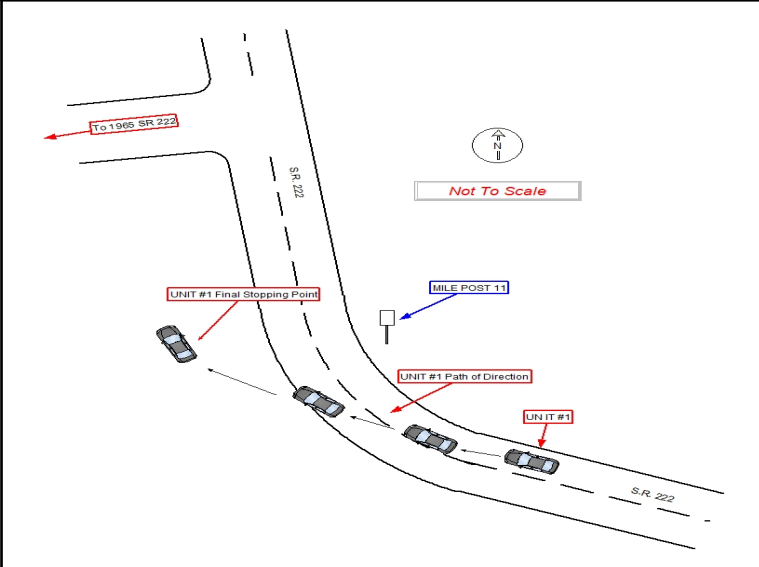 To 1965 SR 222
N
S.R. 222
Not To Scale
MILE POST 11
UNIT #1 Final Stopping Point
UNIT #1 Path of Direction
UN IT #1
S.R. 222